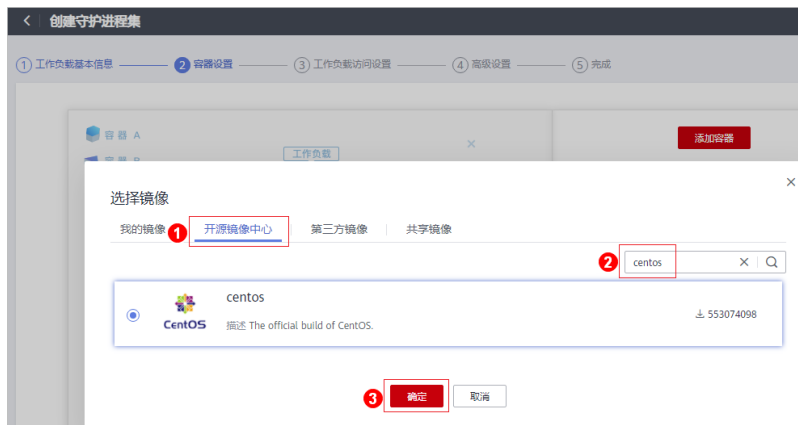 创建守护进程集
1 工作负载基本信息 2 容器设置 3 工作负载访问设置 4 高级设置 5 完成
容器 A
添加容器
容器 B
工作负载
选择镜像
我的镜像 1 开源镜像中心 第三方镜像 共享镜像
2 centos
centos
CentOS 描述 The official build of CentOS. 553074098
3 确定 取消